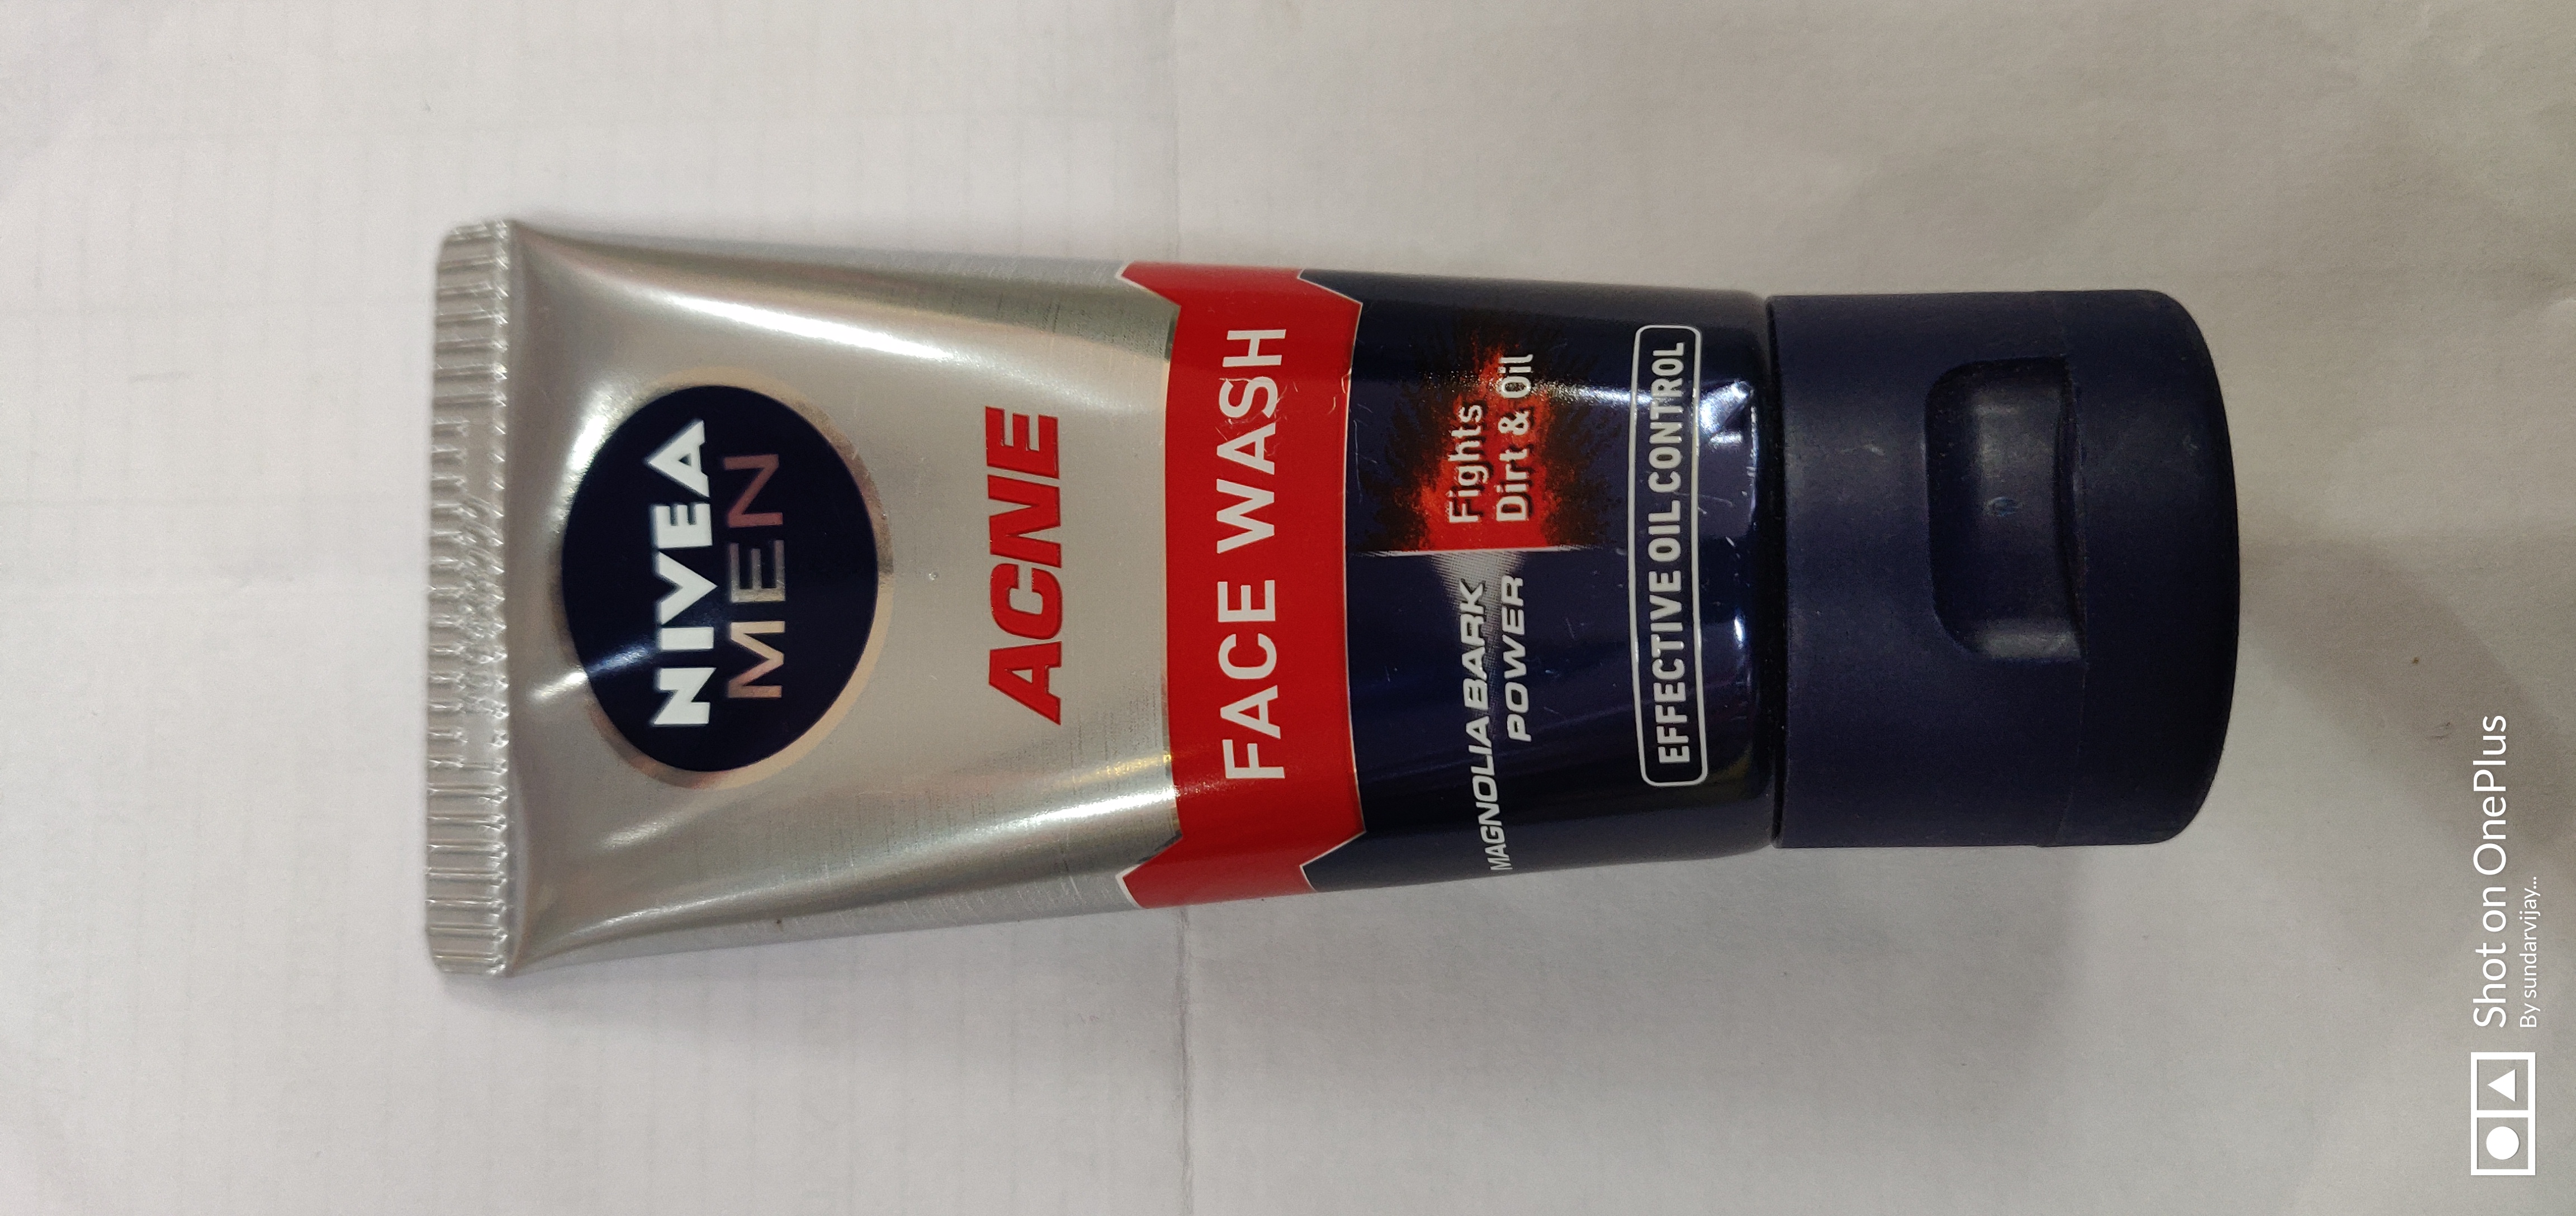 NIVEA
MEN
ACNE
FACE WASH
MAGNOLIA BARK
POWER
Fights
Dirt & Oil
EFFECTIVE OIL CONTROL
Shot on OnePlus
By sundarvijay...